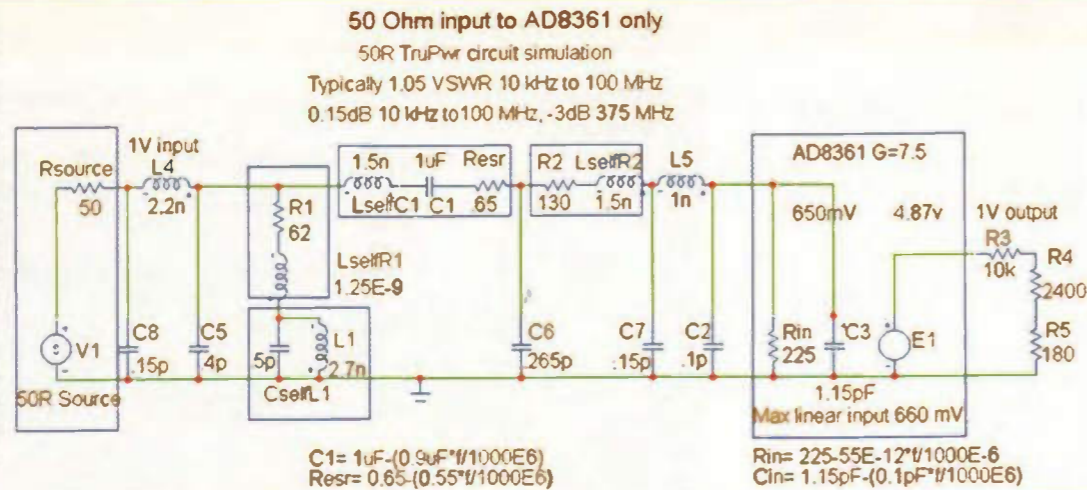 50 Ohm input to AD8361 only
50R TruPwr circuit simulation
Typically 1.05 VSWR 10 kHz to 100 MHz
0.15dB 10 kHz to100 MHz, -3dB 375 MHz
1V input
Rsource
50
L4
2.2n
1.5n
1uF
Resr
LselfC1
C1
.65
R2
130
LselfR2
1.5n
L5
1n
AD8361 G=7.5
650mV
4.87v
1V output
R3
10k
R4
2400
R5
180
R1
62
LselfR1
1.25E-9
V1
50R Source
C8
.15p
C5
4p
5p
L1
2.7n
CselfL1
C6
265p
C7
.15p
C2
.1p
Rin
225
C3
1.15pF
E1
Max linear input 660 mV
C1= 1uF-(0.9uF*f/1000E6)
Resr= 0.65-(0.55*f/1000E6)
Rin= 225-55E-12*f/1000E-6
Cin= 1.15pF-(0.1pF*f/1000E6)